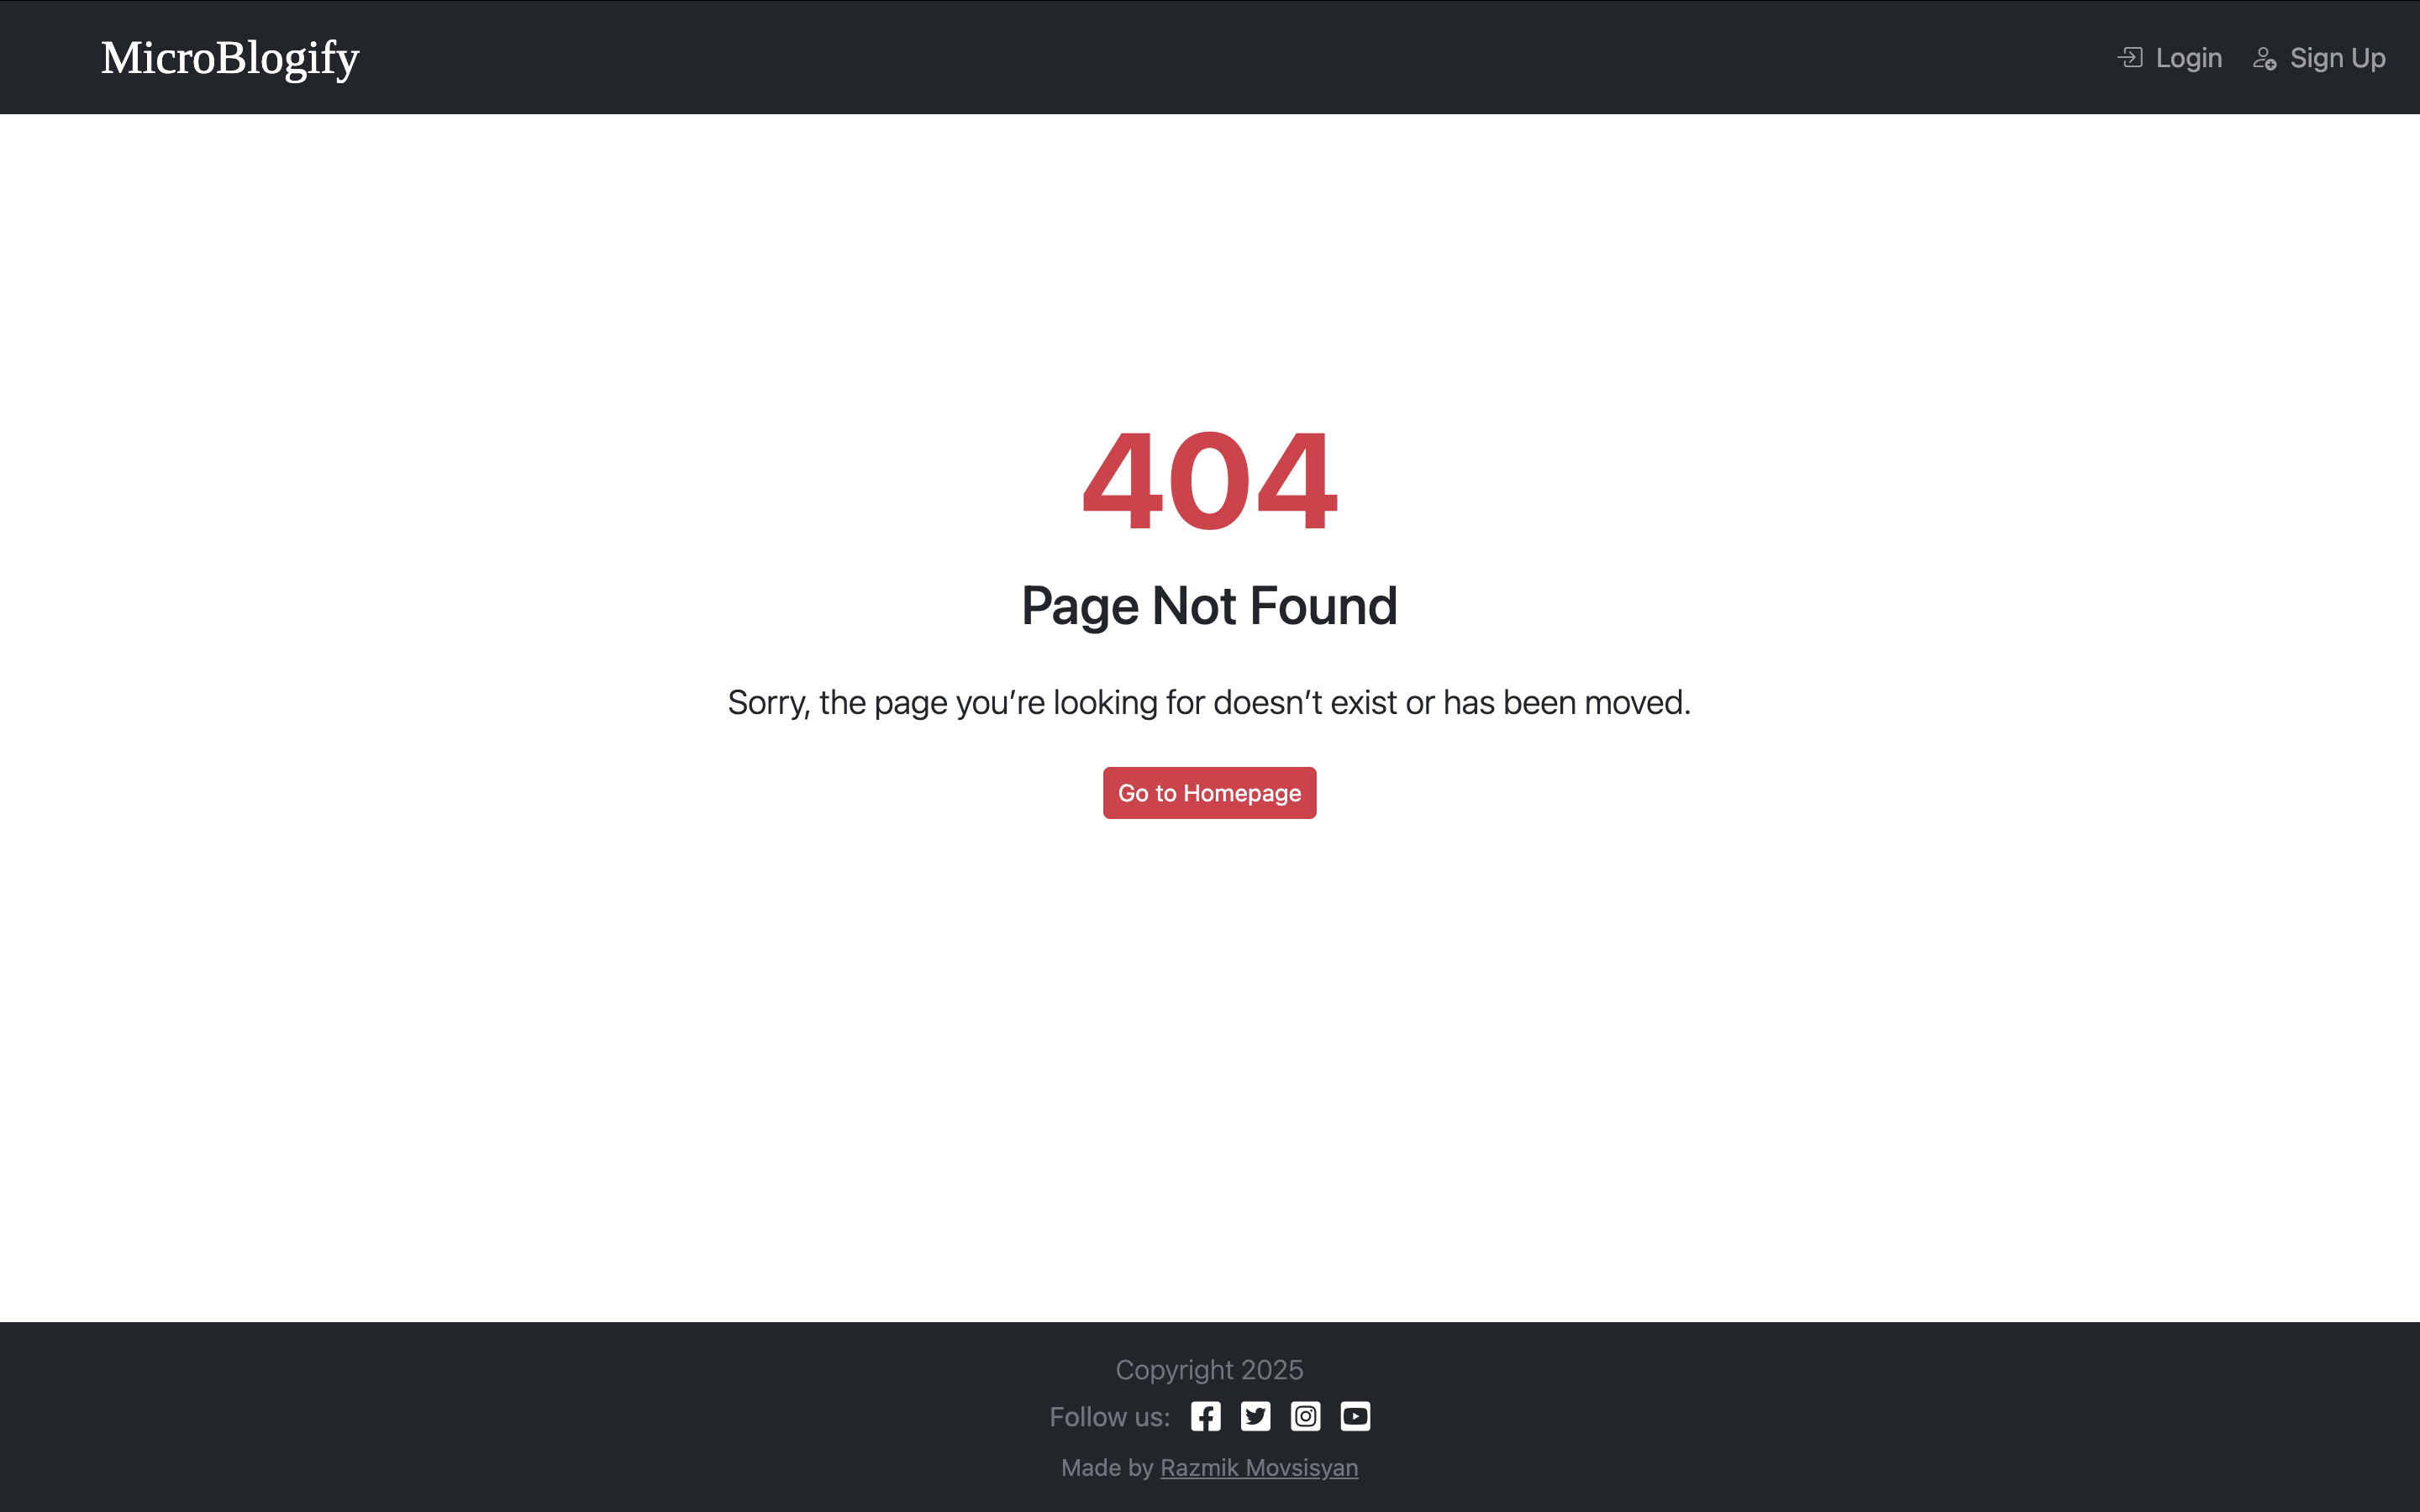 MicroBlogify
Login
Sign Up
404
Page Not Found
Sorry, the page you’re looking for doesn’t exist or has been moved.
Go to Homepage
Copyright 2025
Follow us:
Made by Razmik Movsisyan